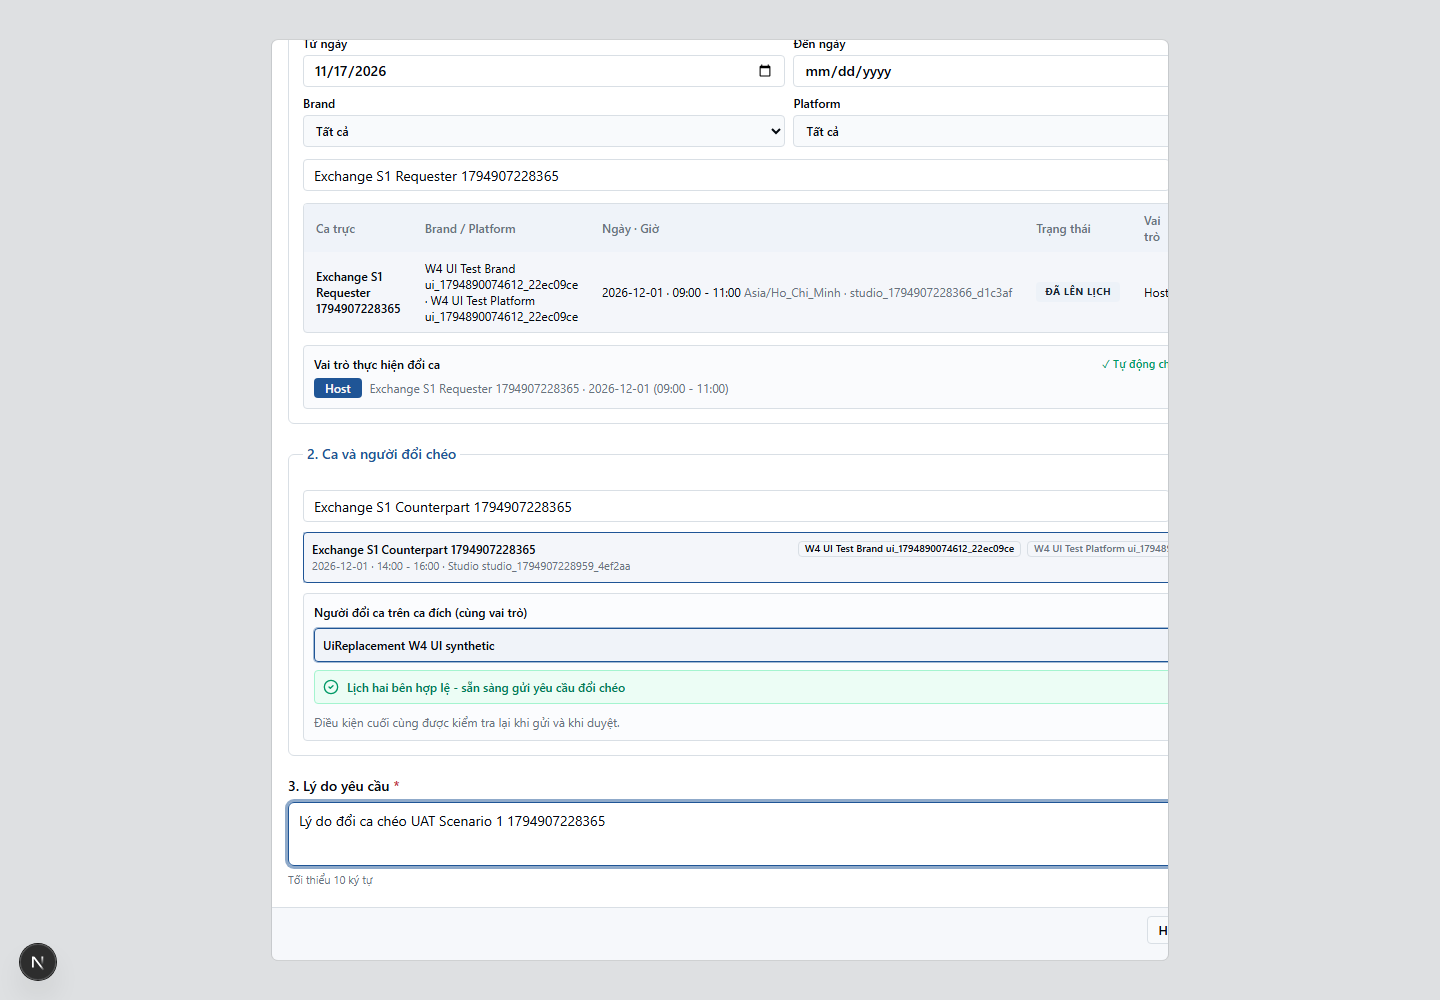 Từ ngày
Đến ngày
11/17/2026
mm/dd/yyyy
Brand
Platform
Tất cả
Tất cả
Exchange S1 Requester 1794907228365
Ca trực
Brand / Platform
Ngày · Giờ
Trạng thái
Vai trò
Exchange S1 Requester 1794907228365
W4 UI Test Brand ui_1794890074612_22ec09ce · W4 UI Test Platform ui_1794890074612_22ec09ce
2026-12-01 · 09:00 - 11:00 Asia/Ho_Chi_Minh · studio_1794907228366_d1c3af
ĐÃ LÊN LỊCH
Host
Vai trò thực hiện đổi ca
✓ Tự động ch
Host
Exchange S1 Requester 1794907228365 · 2026-12-01 (09:00 - 11:00)
2. Ca và người đổi chéo
Exchange S1 Counterpart 1794907228365
Exchange S1 Counterpart 1794907228365
W4 UI Test Brand ui_1794890074612_22ec09ce
W4 UI Test Platform ui_17948
2026-12-01 · 14:00 - 16:00 · Studio studio_1794907228959_4ef2aa
Người đổi ca trên ca đích (cùng vai trò)
UiReplacement W4 UI synthetic
Lịch hai bên hợp lệ - sẵn sàng gửi yêu cầu đổi chéo
Điều kiện cuối cùng được kiểm tra lại khi gửi và khi duyệt.
3. Lý do yêu cầu *
Lý do đổi ca chéo UAT Scenario 1 1794907228365
Tối thiểu 10 ký tự
H
N